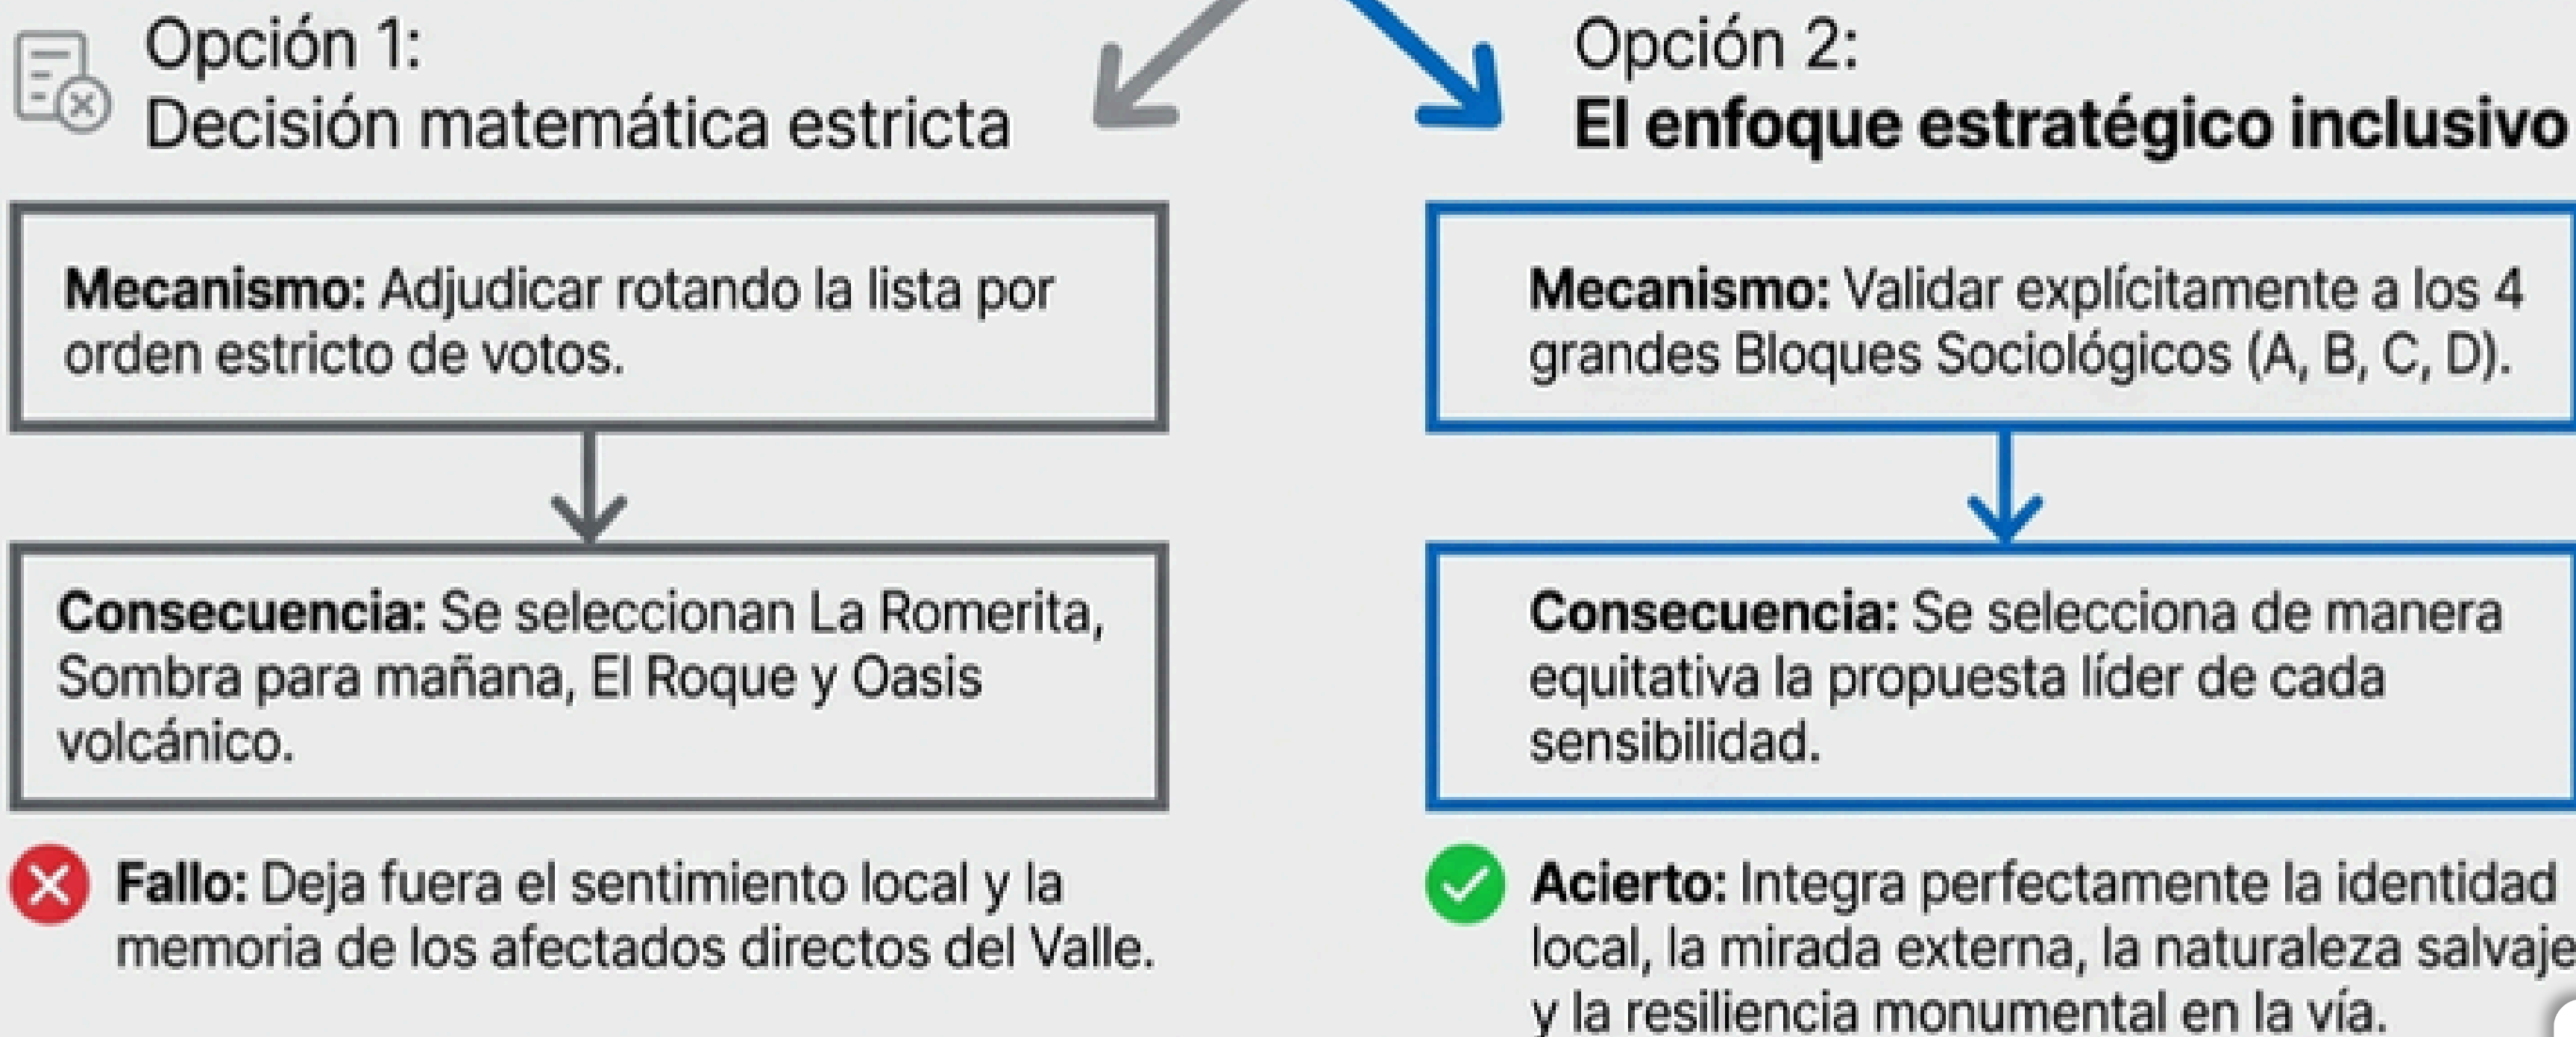 Opción 1:
Decisión matemática estricta
Mecanismo: Adjudicar rotando la lista por
orden estricto de votos.
Consecuencia: Se seleccionan La Romerita,
Sombra para mañana, El Roque y Oasis
volcánico.
Fallo: Deja fuera el sentimiento local y la
memoria de los afectados directos del Valle.
Opción 2:
El enfoque estratégico inclusivo
Mecanismo: Validar explícitamente a los 4
grandes Bloques Sociológicos (A, B, C, D).
Consecuencia: Se selecciona de manera
equitativa la propuesta líder de cada
sensibilidad.
Acierto: Integra perfectamente la identidad
local, la mirada externa, la naturaleza salvaje
y la resiliencia monumental en la vía.